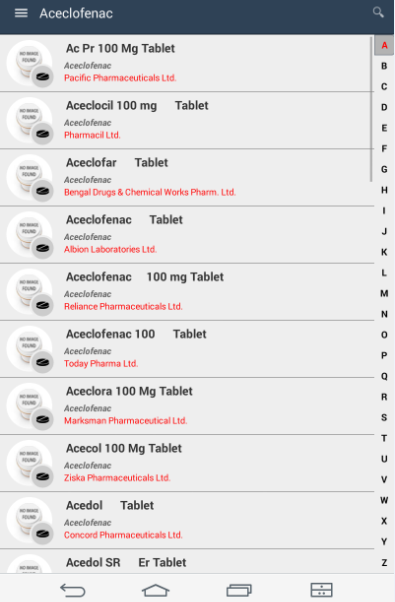 Aceclofenac
Ac Pr 100 Mg Tablet
Aceclofenac
Pacific Pharmaceuticals Ltd.
Aceclocil 100 mg Tablet
Aceclofenac
Pharmacil Ltd.
Aceclofar Tablet
Aceclofenac
Bengal Drugs & Chemical Works Pharm. Ltd.
Aceclofenac Tablet
Aceclofenac
Albion Laboratories Ltd.
Aceclofenac 100 mg Tablet
Aceclofenac
Reliance Pharmaceuticals Ltd.
Aceclofenac 100 Tablet
Aceclofenac
Today Pharma Ltd.
Aceclora 100 Mg Tablet
Aceclofenac
Marksman Pharmaceutical Ltd.
Acecol 100 Mg Tablet
Aceclofenac
Ziska Pharmaceuticals Ltd.
Acedol Tablet
Aceclofenac
Concord Pharmaceuticals Ltd.
Acedol SR Er Tablet
NO IMAGE
FOUND
NO IMAGE
FOUND
NO IMAGE
FOUND
NO IMAGE
FOUND
NO IMAGE
FOUND
NO IMAGE
FOUND
NO IMAGE
FOUND
NO IMAGE
FOUND
NO IMAGE
FOUND
NO IMAGE
A
B
C
D
E
F
G
H
I
J
K
L
M
N
O
P
Q
R
S
T
U
V
W
X
Y
Z